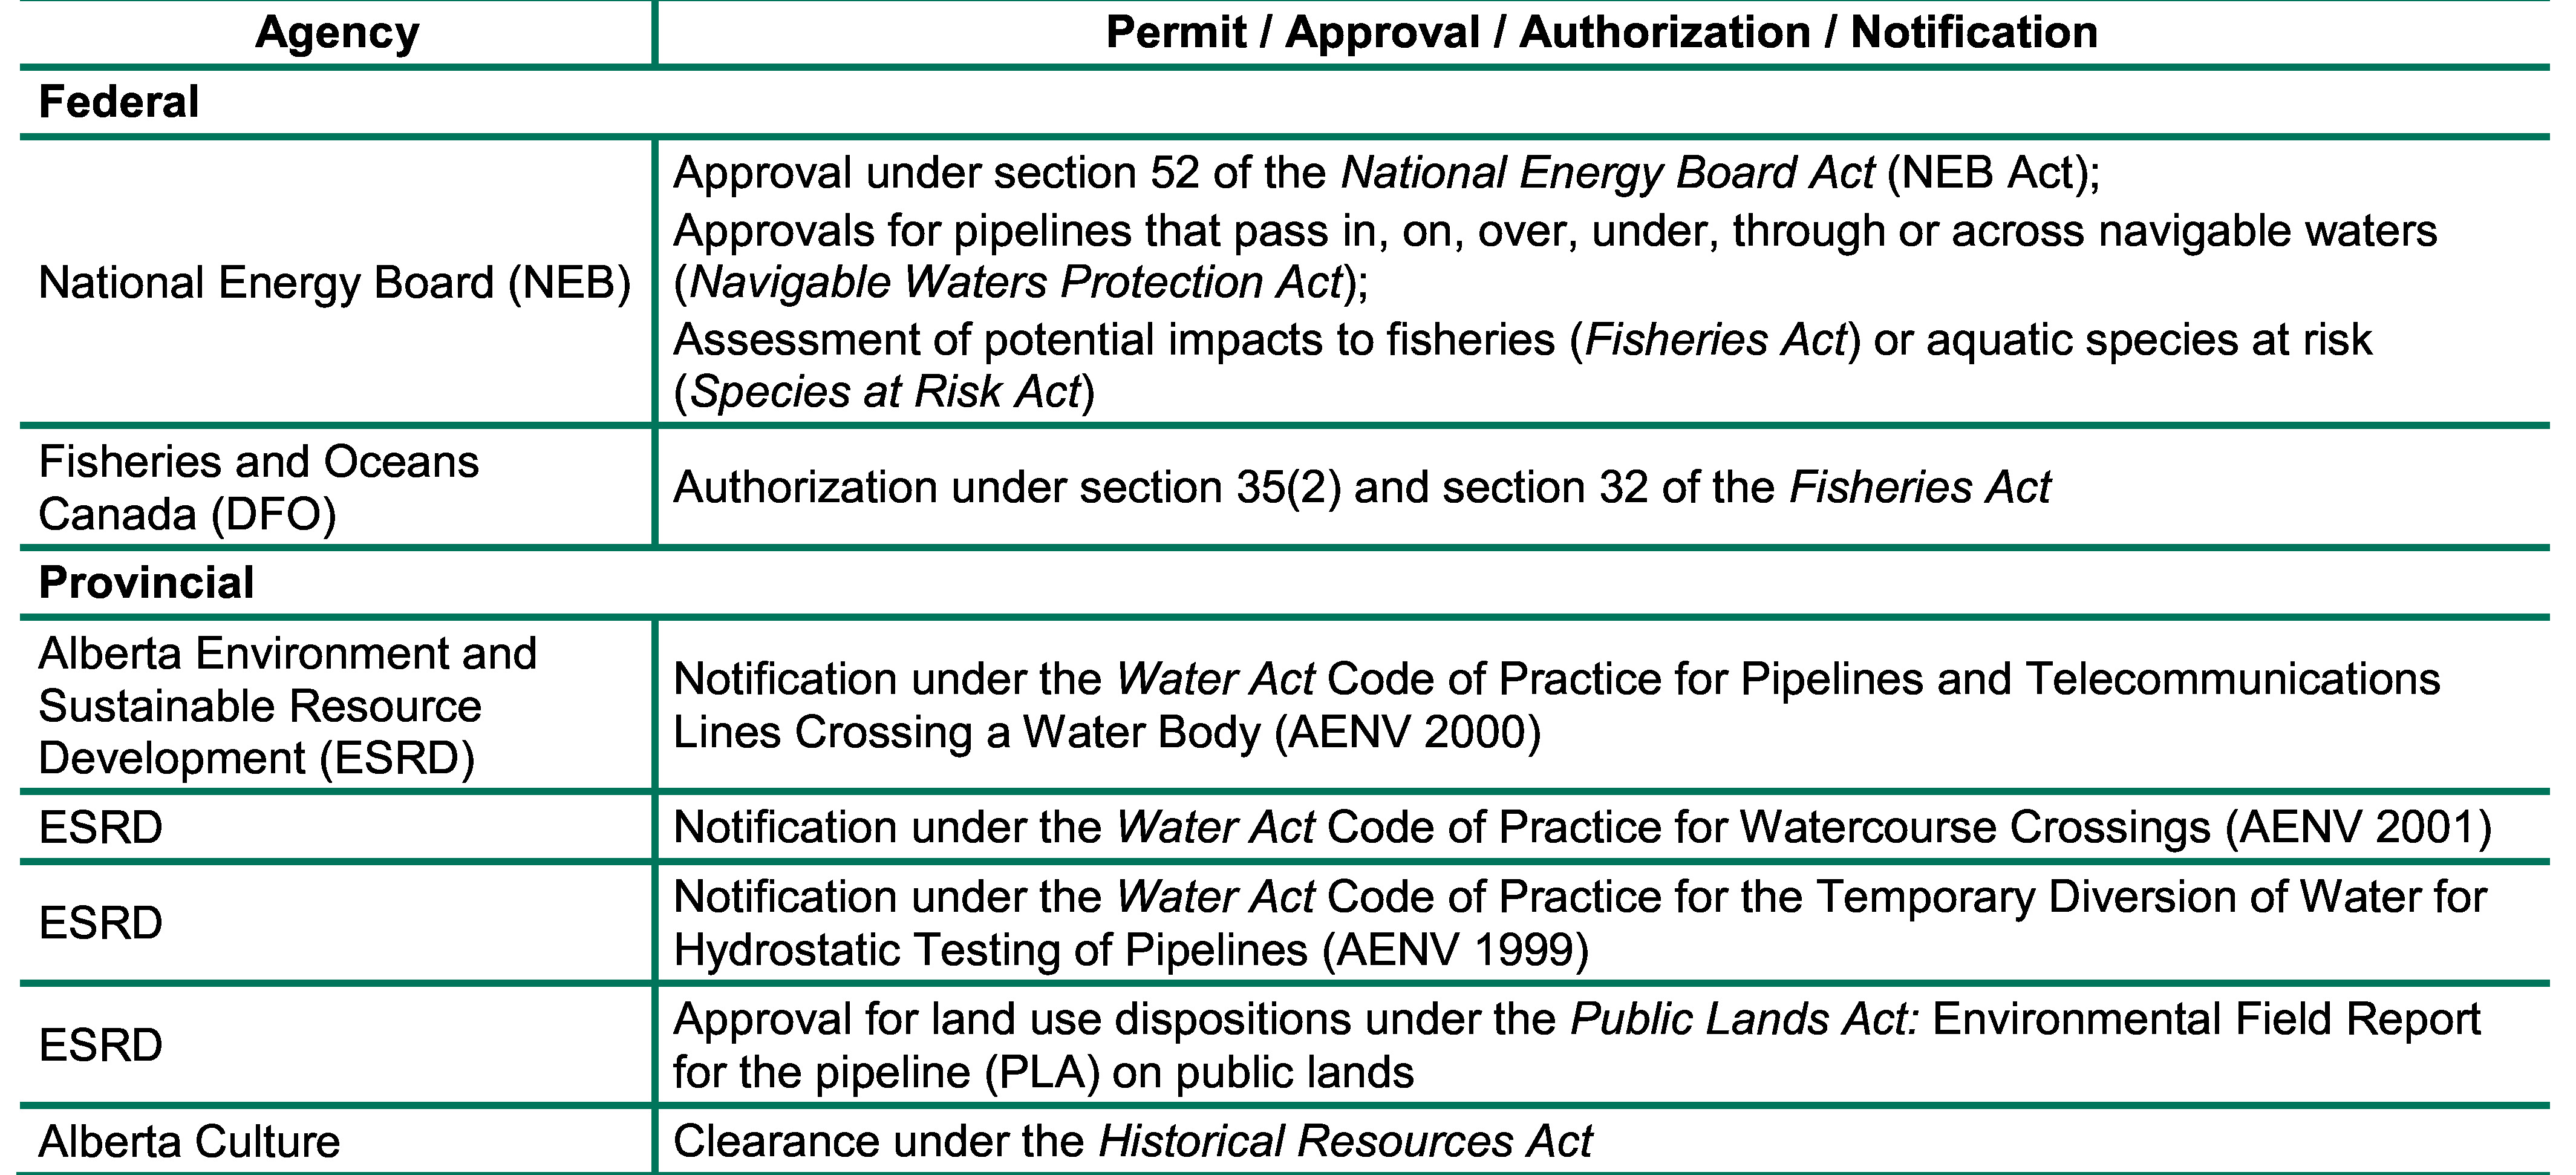 Agency
Permit / Approval / Authorization / Notification
Federal
National Energy Board (NEB)
Approval under section 52 of the National Energy Board Act (NEB Act);
Approvals for pipelines that pass in, on, over, under, through or across navigable waters
(Navigable Waters Protection Act);
Assessment of potential impacts to fisheries (Fisheries Act) or aquatic species at risk
(Species at Risk Act)
Fisheries and Oceans
Canada (DFO)
Authorization under section 35(2) and section 32 of the Fisheries Act
Provincial
Alberta Environment and
Sustainable Resource
Development (ESRD)
Notification under the Water Act Code of Practice for Pipelines and Telecommunications
Lines Crossing a Water Body (AENV 2000)
ESRD
Notification under the Water Act Code of Practice for Watercourse Crossings (AENV 2001)
ESRD
Notification under the Water Act Code of Practice for the Temporary Diversion of Water for
Hydrostatic Testing of Pipelines (AENV 1999)
ESRD
Approval for land use dispositions under the Public Lands Act: Environmental Field Report
for the pipeline (PLA) on public lands
Alberta Culture
Clearance under the Historical Resources Act